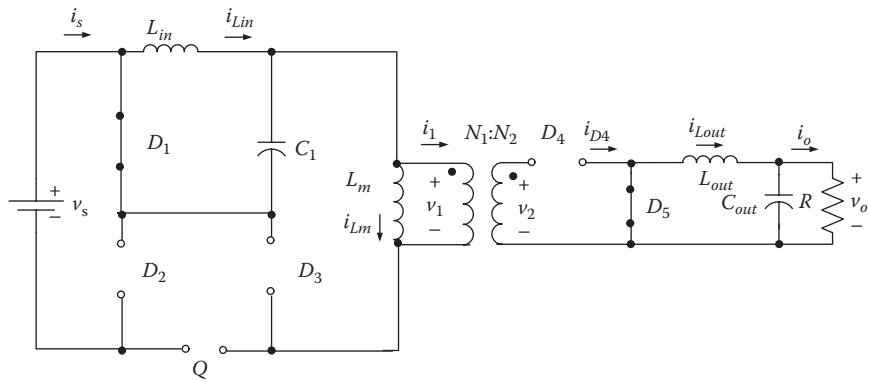 i_s
L_in
i_Lin
D_1
C_1
+
v_s
−
D_2
D_3
Q
L_m
i_Lm
i_1
N_1:N_2
D_4
i_D4
i_Lout
i_o
+
v_1
−
+
v_2
−
D_5
L_out
C_out
R
+
v_o
−